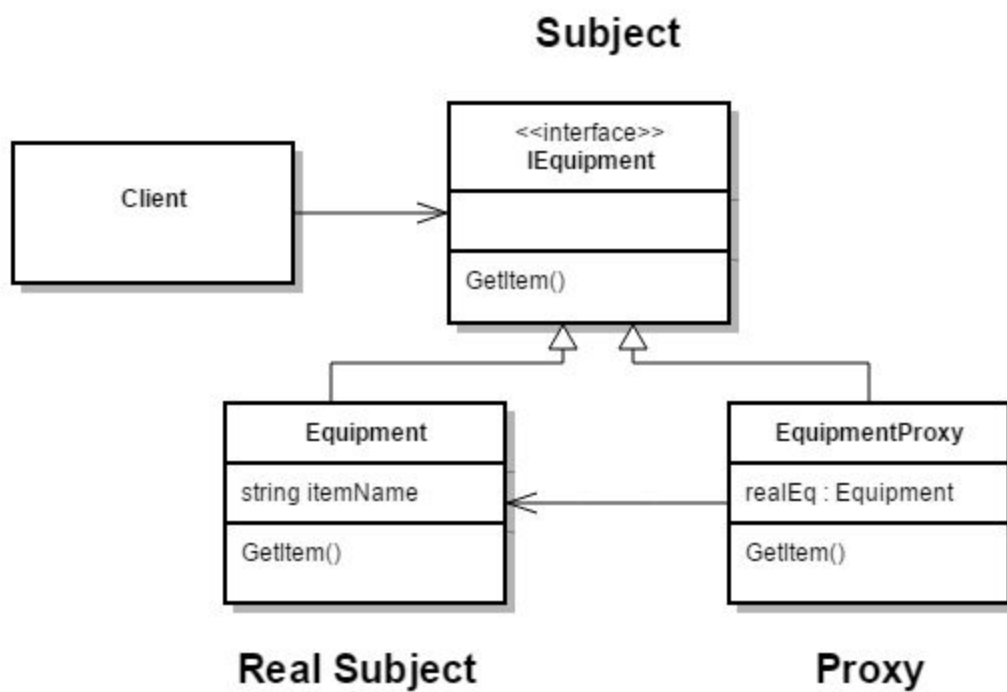 Subject
<<interface>>
IEquipment
Client
GetItem()
Equipment
EquipmentProxy
string itemName
realEq : Equipment
GetItem()
GetItem()
Real Subject
Proxy